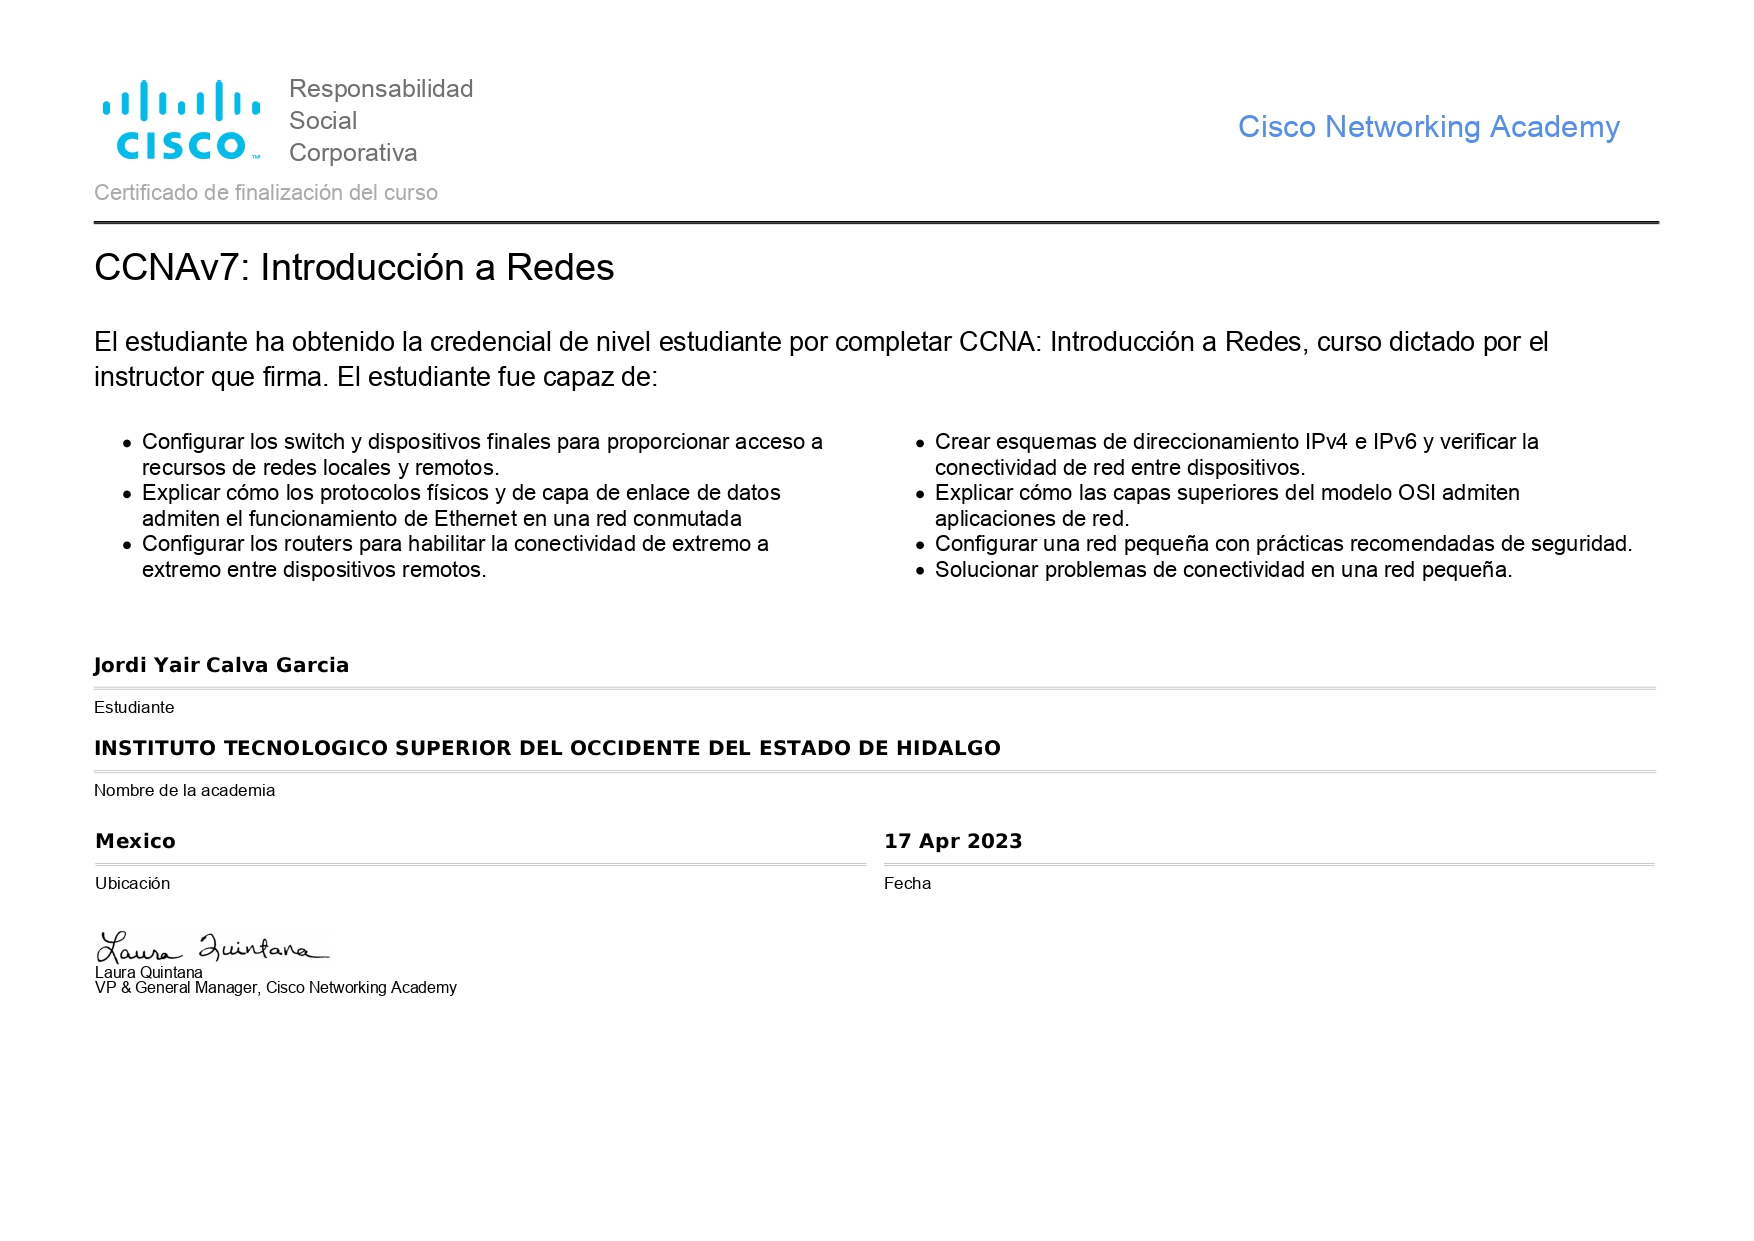 CISCO™
Responsabilidad
Social
Corporativa
Cisco Networking Academy
Certificado de finalización del curso
CCNAv7: Introducción a Redes
El estudiante ha obtenido la credencial de nivel estudiante por completar CCNA: Introducción a Redes, curso dictado por el
instructor que firma. El estudiante fue capaz de:
• Configurar los switch y dispositivos finales para proporcionar acceso a
recursos de redes locales y remotos.
• Explicar cómo los protocolos físicos y de capa de enlace de datos
admiten el funcionamiento de Ethernet en una red conmutada
• Configurar los routers para habilitar la conectividad de extremo a
extremo entre dispositivos remotos.
• Crear esquemas de direccionamiento IPv4 e IPv6 y verificar la
conectividad de red entre dispositivos.
• Explicar cómo las capas superiores del modelo OSI admiten
aplicaciones de red.
• Configurar una red pequeña con prácticas recomendadas de seguridad.
• Solucionar problemas de conectividad en una red pequeña.
Jordi Yair Calva Garcia
Estudiante
INSTITUTO TECNOLOGICO SUPERIOR DEL OCCIDENTE DEL ESTADO DE HIDALGO
Nombre de la academia
Mexico
Ubicación
17 Apr 2023
Fecha
Laura Quintana
Laura Quintana
VP & General Manager, Cisco Networking Academy